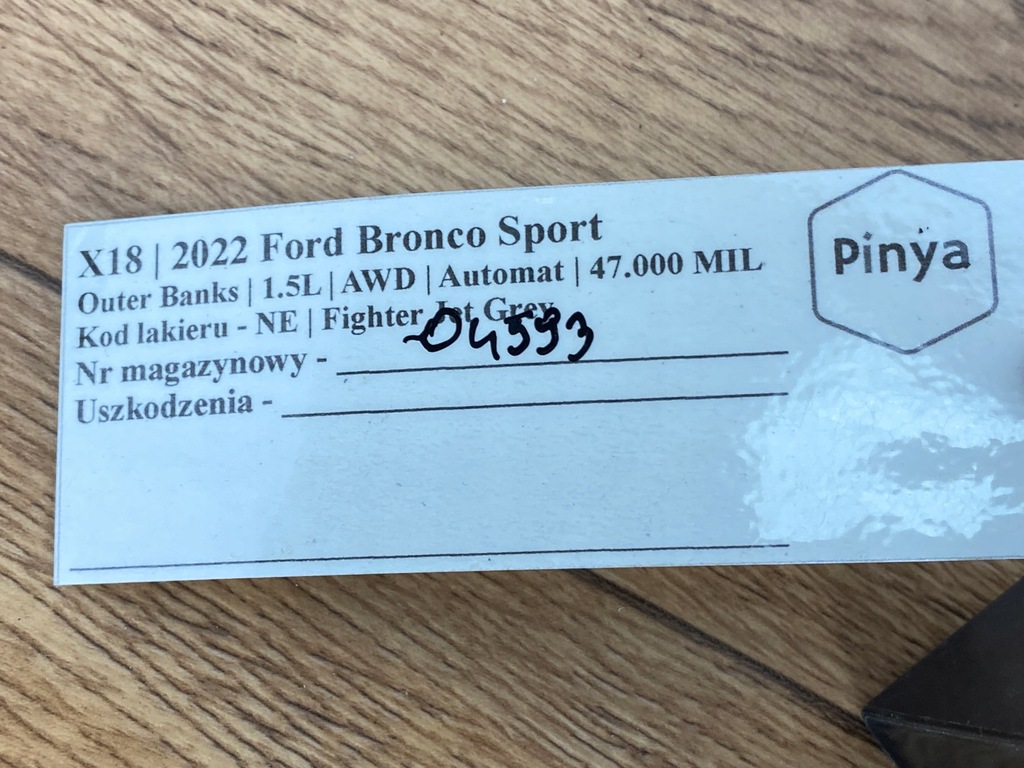 X18 | 2022 Ford Bronco Sport
Outer Banks | 1.5L | AWD | Automat | 47.000 MIL
Kod lakieru - NE | Fighter Jet Grey
Nr magazynowy - 04593
Uszkodzenia -
Pinya